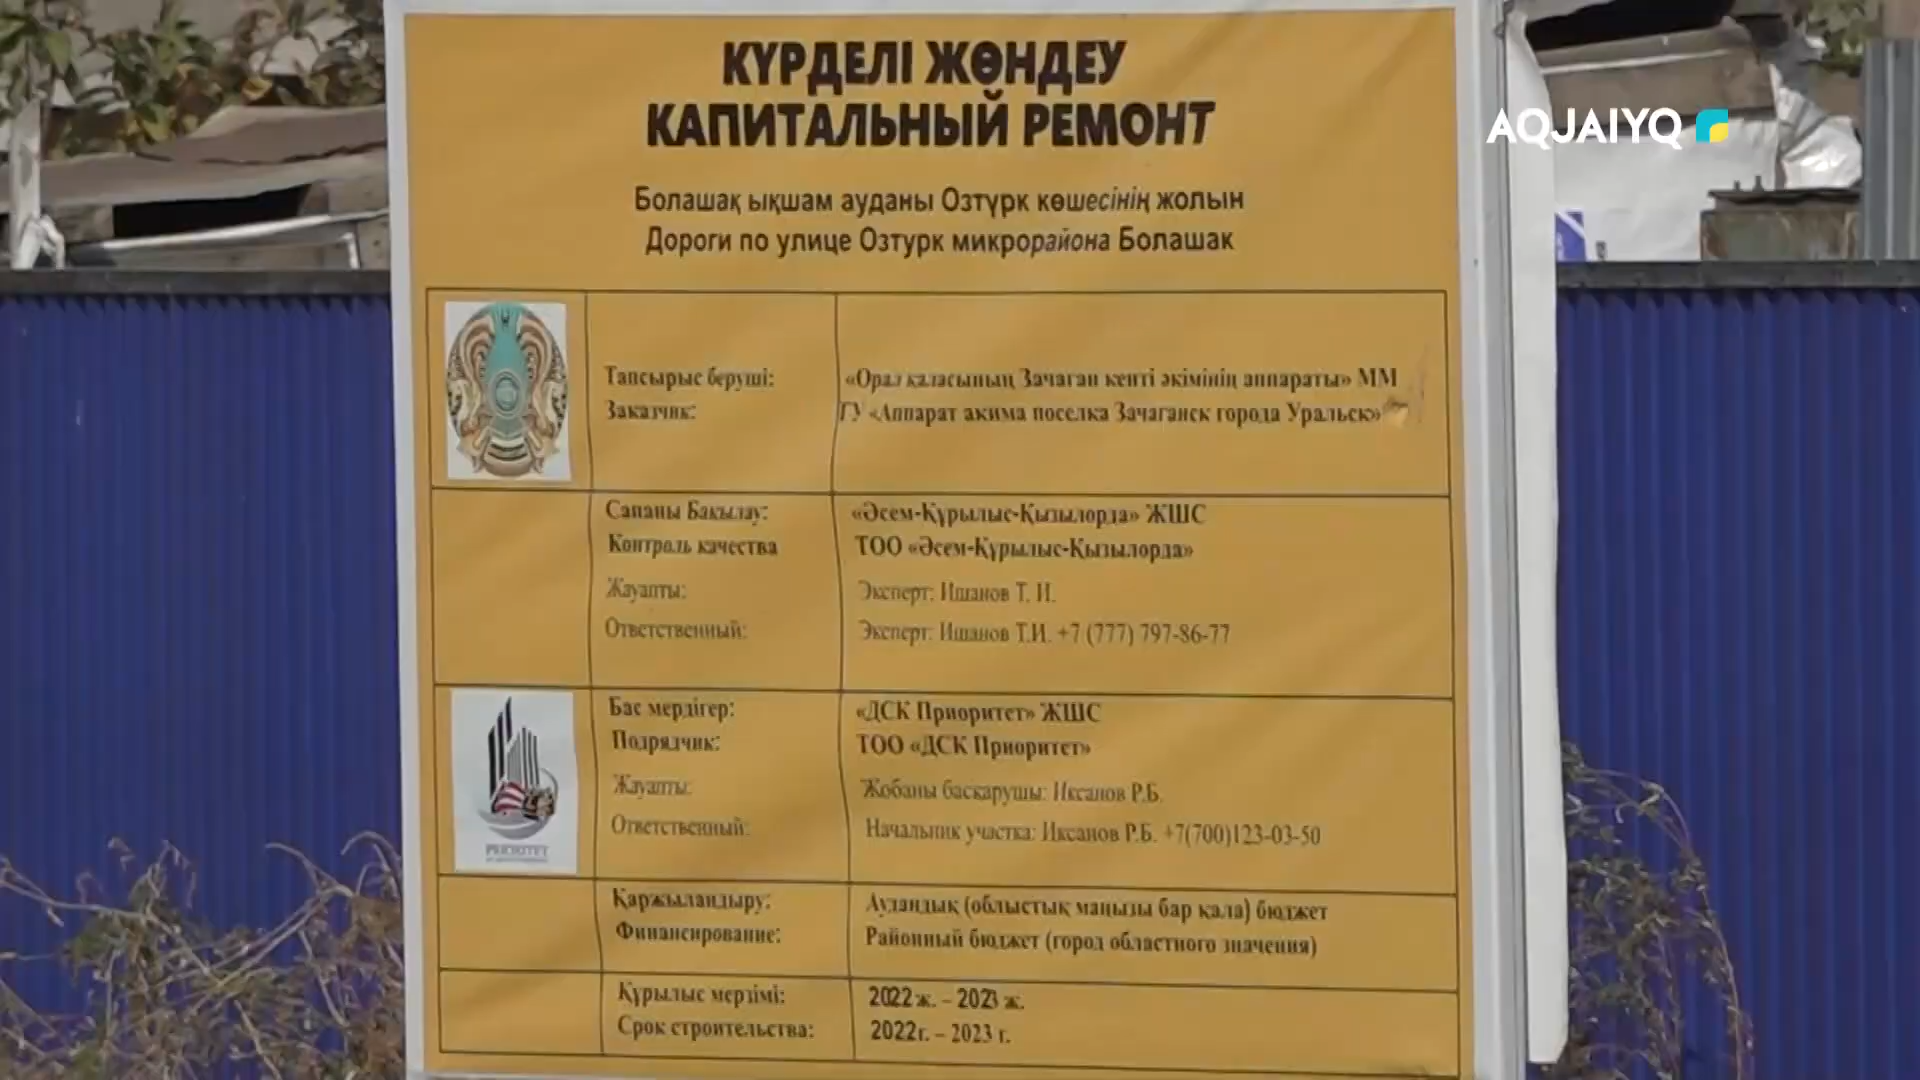 КҮРДЕЛІ ЖӨНДЕУ
КАПИТАЛЬНЫЙ РЕМОНТ
AQJAIYQ
Болашақ ықшам ауданы Озтүрк көшесінің жолын
Дороги по улице Озтурк микрорайона Болашак
Тапсырыс беруші: «Орал қаласының Зачаган кенті әкімінің аппараты» ММ
Заказчик: ГУ «Аппарат акима поселка Зачаганск города Уральск»
Сапаны Бақылау: «Әсем-Құрылыс-Қызылорда» ЖШС
Контроль качества ТОО «Әсем-Құрылыс-Қызылорда»
Жауапты: Эксперт: Ишанов Т. И.
Ответственный: Эксперт: Ишанов Т.И. +7 (777) 797-86-77
Бас мердігер: «ДСК Приоритет» ЖШС
Подрядчик: ТОО «ДСК Приоритет»
Жауапты: Жобаны басқарушы: Иксанов Р.Б.
Ответственный: Начальник участка: Иксанов Р.Б. +7(700)123-03-50
Қаржыландыру: Аудандық (облыстық маңызы бар қала) бюджет
Финансирование: Районный бюджет (город областного значения)
Құрылыс мерзімі: 2022 ж. – 2023 ж.
Срок строительства: 2022г. – 2023 г.